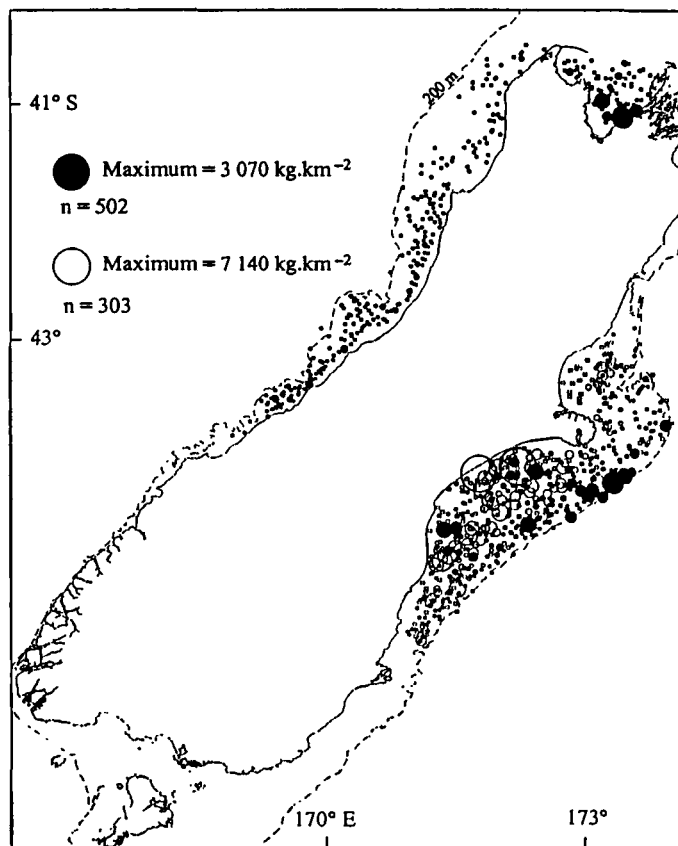 200 m
41° S
Maximum = 3 070 kg.km⁻²
n = 502
Maximum = 7 140 kg.km⁻²
n = 303
43°
170° E
173°